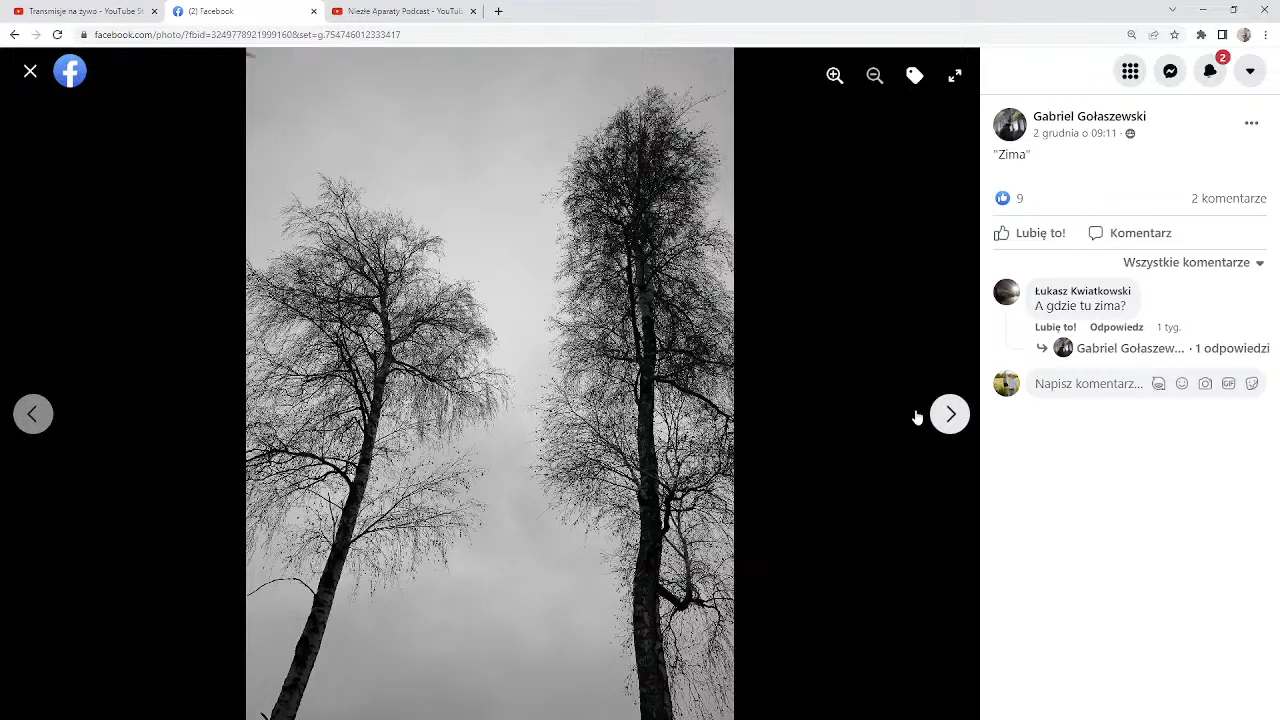 Transmisje na żywo - YouTube St
(2) Facebook
Niezłe Aparaty Podcast - YouTub
facebook.com/photo/?fbid=3249778921999160&set=g.754746012333417
2
Gabriel Gołaszewski
2 grudnia o 09:11 ·
"Zima"
9
2 komentarze
Lubię to!
Komentarz
Wszystkie komentarze
Łukasz Kwiatkowski
A gdzie tu zima?
Lubię to! Odpowiedz 1 tyg.
Gabriel Gołaszew... · 1 odpowiedzi
Napisz komentarz...
GIF